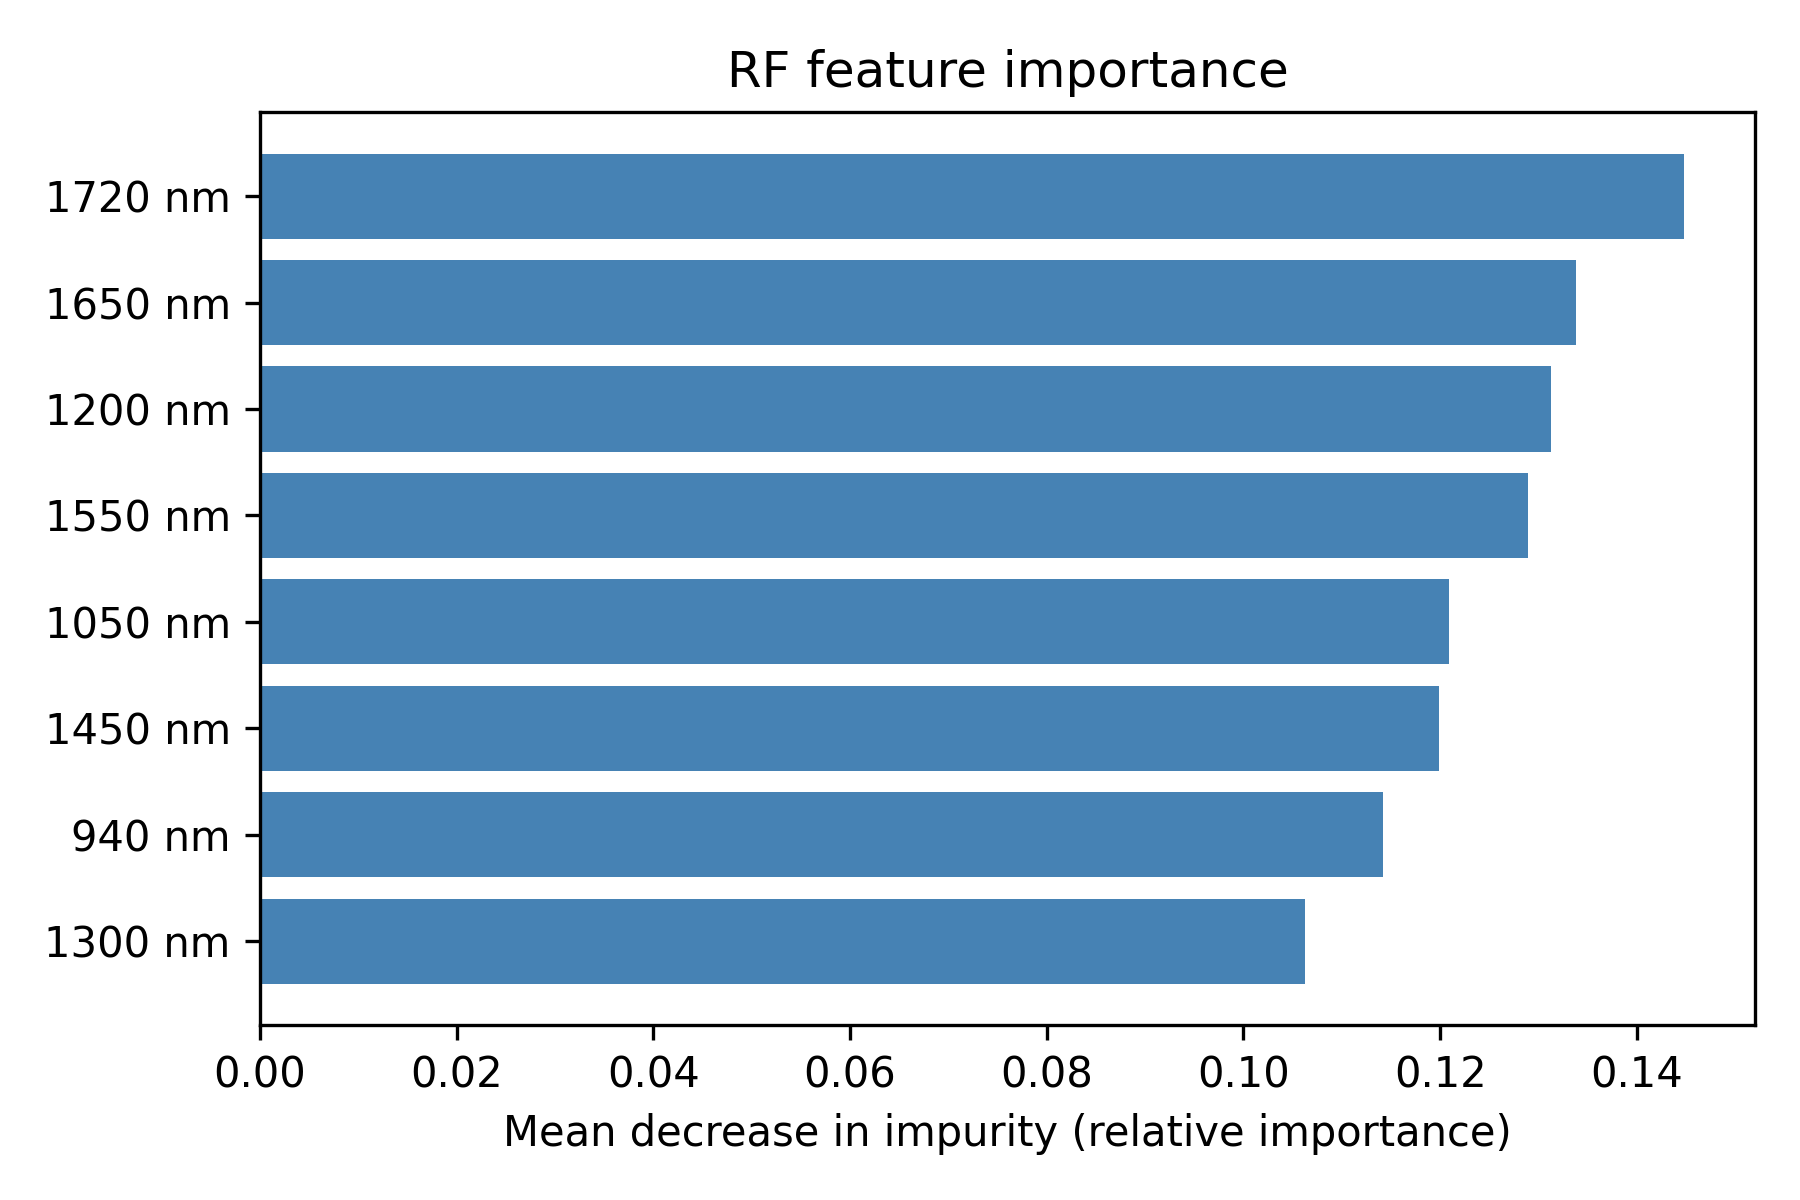 RF feature importance
1720 nm
1650 nm
1200 nm
1550 nm
1050 nm
1450 nm
940 nm
1300 nm
0.00 0.02 0.04 0.06 0.08 0.10 0.12 0.14
Mean decrease in impurity (relative importance)